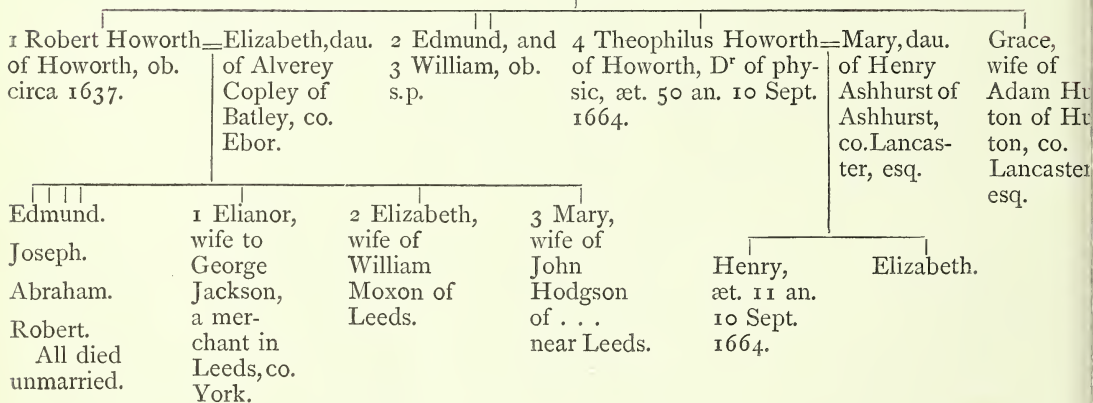 1 Robert Howorth=Elizabeth, dau.
of Howorth, ob.
circa 1637.
of Alverey
Copley of
Batley, co.
Ebor.
2 Edmund, and
3 William, ob.
s.p.
4 Theophilus Howorth=Mary, dau.
of Howorth, Dr of phy-
sic, æt. 50 an. 10 Sept.
1664.
of Henry
Ashhurst of
Ashhurst,
co. Lancas-
ter, esq.
Grace,
wife of
Adam Hu
ton of Hu
ton, co.
Lancaster
esq.
Edmund.
Joseph.
Abraham.
Robert.
All died
unmarried.
1 Elianor,
wife to
George
Jackson,
a mer-
chant in
Leeds, co.
York.
2 Elizabeth,
wife of
William
Moxon of
Leeds.
3 Mary,
wife of
John
Hodgson
of . . .
near Leeds.
Henry,
æt. 11 an.
10 Sept.
1664.
Elizabeth.